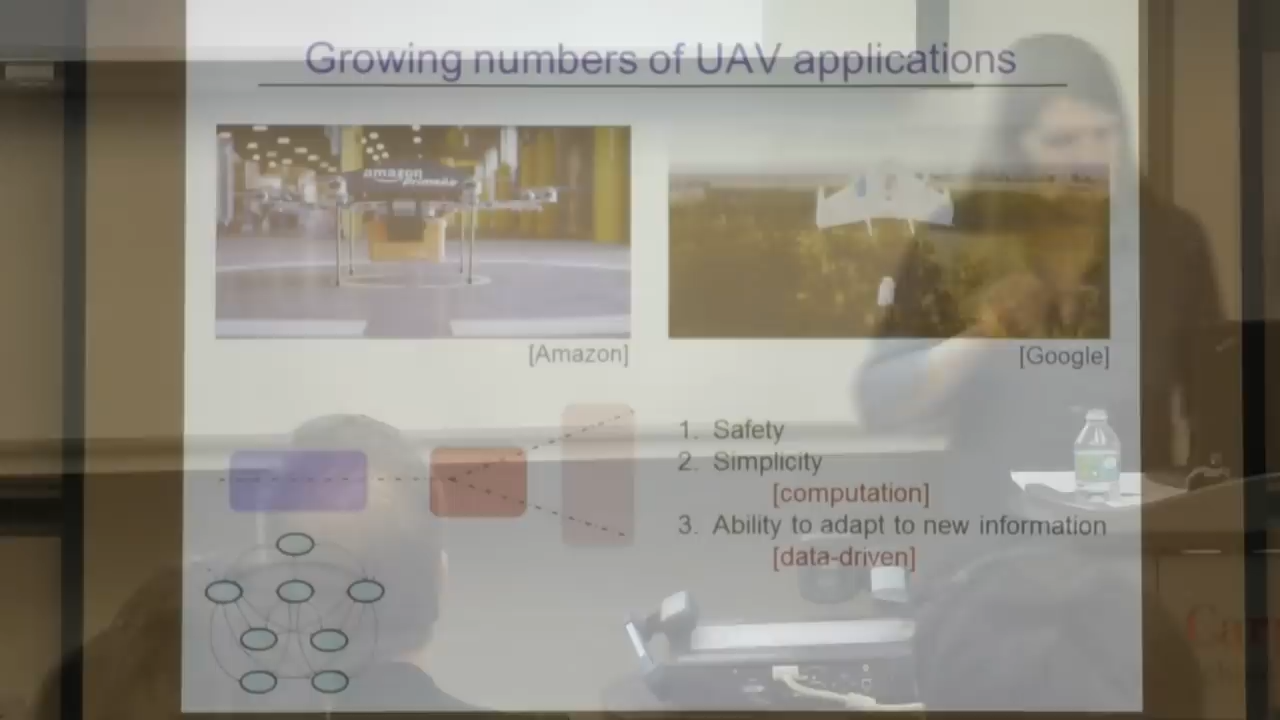 Growing numbers of UAV applications
amazon
[Amazon]
[Google]
1. Safety
2. Simplicity
[computation]
3. Ability to adapt to new information
[data-driven]